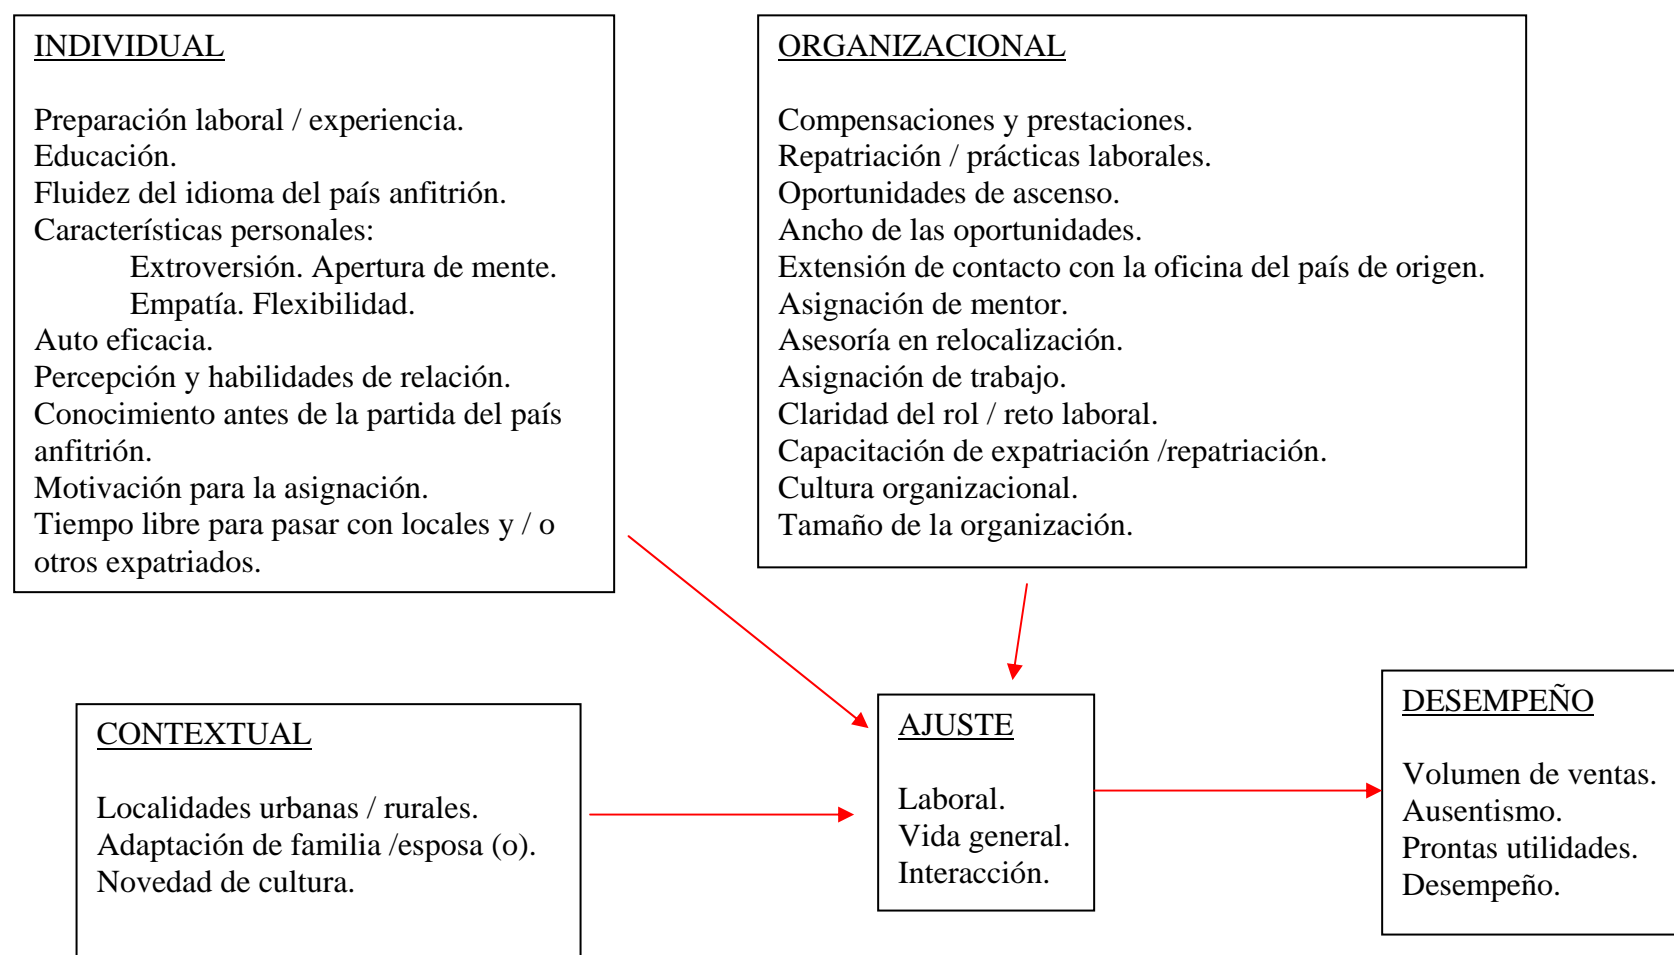 INDIVIDUAL
Preparación laboral / experiencia.
Educación.
Fluidez del idioma del país anfitrión.
Características personales:
Extroversión. Apertura de mente.
Empatía. Flexibilidad.
Auto eficacia.
Percepción y habilidades de relación.
Conocimiento antes de la partida del país
anfitrión.
Motivación para la asignación.
Tiempo libre para pasar con locales y / o
otros expatriados.
ORGANIZACIONAL
Compensaciones y prestaciones.
Repatriación / prácticas laborales.
Oportunidades de ascenso.
Ancho de las oportunidades.
Extensión de contacto con la oficina del país de origen.
Asignación de mentor.
Asesoría en relocalización.
Asignación de trabajo.
Claridad del rol / reto laboral.
Capacitación de expatriación /repatriación.
Cultura organizacional.
Tamaño de la organización.
CONTEXTUAL
Localidades urbanas / rurales.
Adaptación de familia /esposa (o).
Novedad de cultura.
AJUSTE
Laboral.
Vida general.
Interacción.
DESEMPEÑO
Volumen de ventas.
Ausentismo.
Prontas utilidades.
Desempeño.